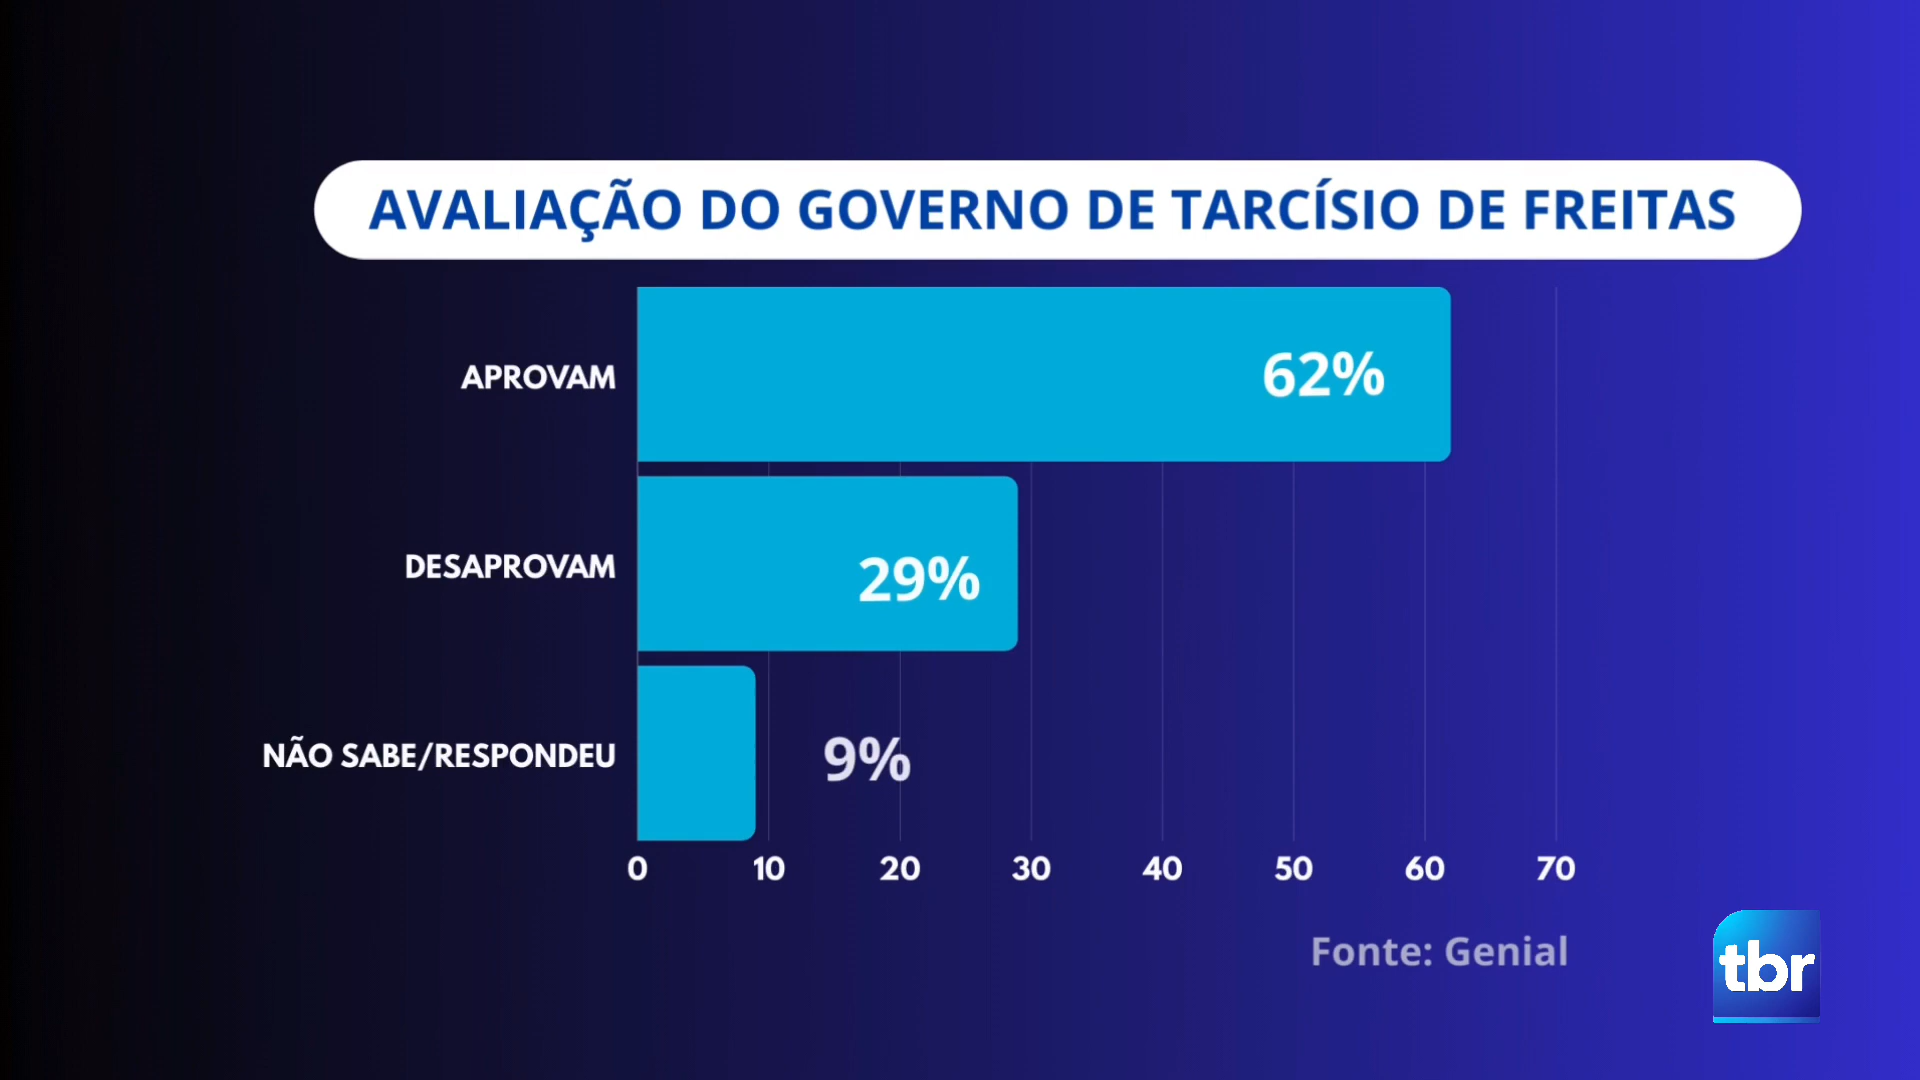 AVALIAÇÃO DO GOVERNO DE TARCÍSIO DE FREITAS
APROVAM
62%
DESAPROVAM
29%
NÃO SABE/RESPONDEU
9%
0 10 20 30 40 50 60 70
Fonte: Genial
tbr